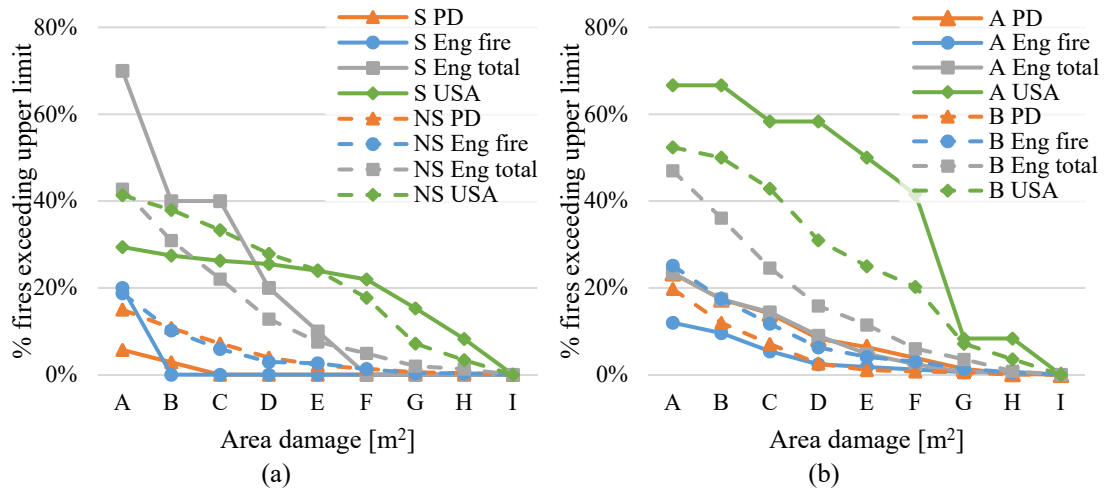 80%
60%
40%
20%
0%
% fires exceeding upper limit
S PD
S Eng fire
S Eng total
S USA
NS PD
NS Eng fire
NS Eng total
NS USA
A B C D E F G H I
Area damage [m²]
(a)
80%
60%
40%
20%
0%
% fires exceeding upper limit
A PD
A Eng fire
A Eng total
A USA
B PD
B Eng fire
B Eng total
B USA
A B C D E F G H I
Area damage [m²]
(b)